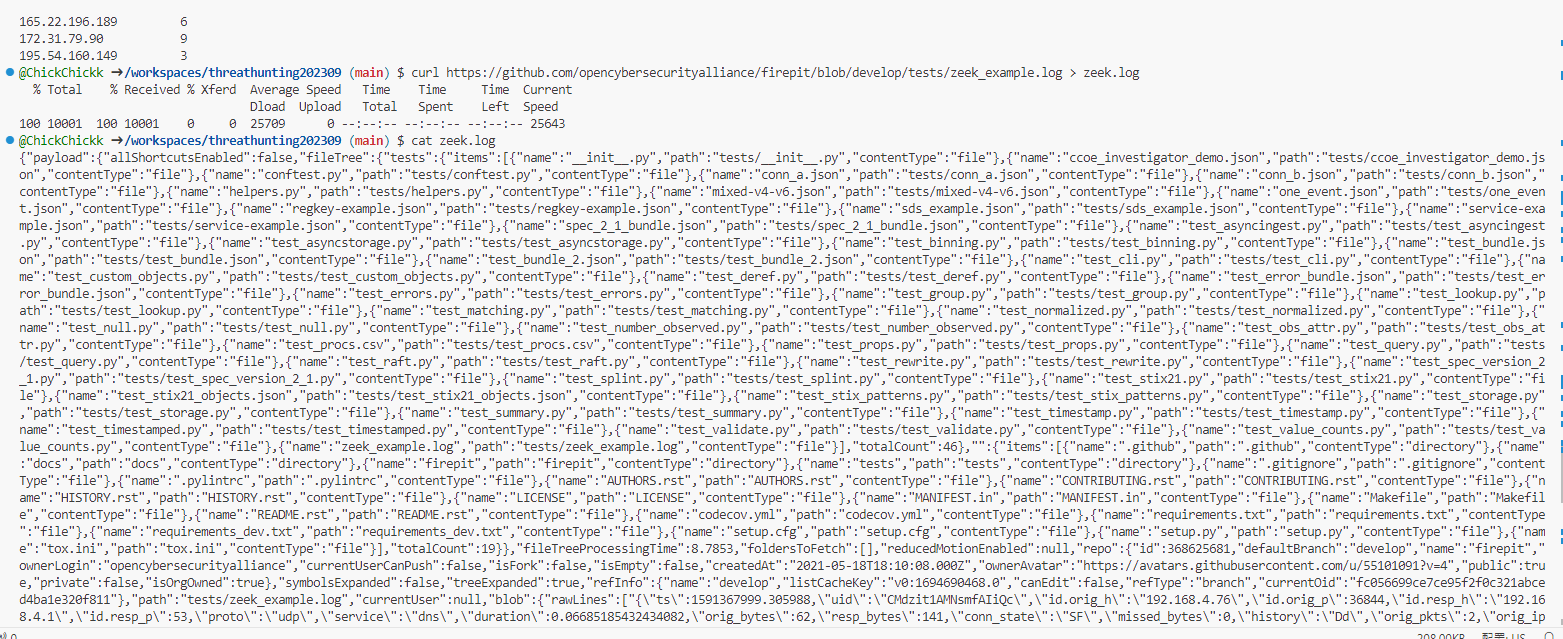 165.22.196.189 6
172.31.79.90 9
195.54.160.149 3
@ChickChickk ➜/workspaces/threathunting202309 (main) $ curl https://github.com/opencybersecurityalliance/firepit/blob/develop/tests/zeek_example.log > zeek.log
% Total % Received % Xferd Average Speed Time Time Time Current
Dload Upload Total Spent Left Speed
100 10001 100 10001 0 0 25709 0 --:--:-- --:--:-- --:--:-- 25643
@ChickChickk ➜/workspaces/threathunting202309 (main) $ cat zeek.log
{"payload":{"allShortcutsEnabled":false,"fileTree":{"tests":{"items":[{"name":"__init__.py","path":"tests/__init__.py","contentType":"file"},{"name":"ccoe_investigator_demo.json","path":"tests/ccoe_investigator_demo.js
on","contentType":"file"},{"name":"conftest.py","path":"tests/conftest.py","contentType":"file"},{"name":"conn_a.json","path":"tests/conn_a.json","contentType":"file"},{"name":"conn_b.json","path":"tests/conn_b.json","
contentType":"file"},{"name":"helpers.py","path":"tests/helpers.py","contentType":"file"},{"name":"mixed-v4-v6.json","path":"tests/mixed-v4-v6.json","contentType":"file"},{"name":"one_event.json","path":"tests/one_even
t.json","contentType":"file"},{"name":"regkey-example.json","path":"tests/regkey-example.json","contentType":"file"},{"name":"sds_example.json","path":"tests/sds_example.json","contentType":"file"},{"name":"service-exa
mple.json","path":"tests/service-example.json","contentType":"file"},{"name":"spec_2_1_bundle.json","path":"tests/spec_2_1_bundle.json","contentType":"file"},{"name":"test_asyncingest.py","path":"tests/test_asyncingest
.py","contentType":"file"},{"name":"test_asyncstorage.py","path":"tests/test_asyncstorage.py","contentType":"file"},{"name":"test_binning.py","path":"tests/test_binning.py","contentType":"file"},{"name":"test_bundle.js
on","path":"tests/test_bundle.json","contentType":"file"},{"name":"test_bundle_2.json","path":"tests/test_bundle_2.json","contentType":"file"},{"name":"test_cli.py","path":"tests/test_cli.py","contentType":"file"},{"na
me":"test_custom_objects.py","path":"tests/test_custom_objects.py","contentType":"file"},{"name":"test_deref.py","path":"tests/test_deref.py","contentType":"file"},{"name":"test_error_bundle.json","path":"tests/test_er
ror_bundle.json","contentType":"file"},{"name":"test_errors.py","path":"tests/test_errors.py","contentType":"file"},{"name":"test_group.py","path":"tests/test_group.py","contentType":"file"},{"name":"test_lookup.py","p
ath":"tests/test_lookup.py","contentType":"file"},{"name":"test_matching.py","path":"tests/test_matching.py","contentType":"file"},{"name":"test_normalized.py","path":"tests/test_normalized.py","contentType":"file"},{"
name":"test_null.py","path":"tests/test_null.py","contentType":"file"},{"name":"test_number_observed.py","path":"tests/test_number_observed.py","contentType":"file"},{"name":"test_obs_attr.py","path":"tests/test_obs_at
tr.py","contentType":"file"},{"name":"test_procs.csv","path":"tests/test_procs.csv","contentType":"file"},{"name":"test_props.py","path":"tests/test_props.py","contentType":"file"},{"name":"test_query.py","path":"tests
/test_query.py","contentType":"file"},{"name":"test_raft.py","path":"tests/test_raft.py","contentType":"file"},{"name":"test_rewrite.py","path":"tests/test_rewrite.py","contentType":"file"},{"name":"test_spec_version_2
_1.py","path":"tests/test_spec_version_2_1.py","contentType":"file"},{"name":"test_splint.py","path":"tests/test_splint.py","contentType":"file"},{"name":"test_stix21.py","path":"tests/test_stix21.py","contentType":"fi
le"},{"name":"test_stix21_objects.json","path":"tests/test_stix21_objects.json","contentType":"file"},{"name":"test_stix_patterns.py","path":"tests/test_stix_patterns.py","contentType":"file"},{"name":"test_storage.py"
,"path":"tests/test_storage.py","contentType":"file"},{"name":"test_summary.py","path":"tests/test_summary.py","contentType":"file"},{"name":"test_timestamp.py","path":"tests/test_timestamp.py","contentType":"file"},{"
name":"test_timestamped.py","path":"tests/test_timestamped.py","contentType":"file"},{"name":"test_validate.py","path":"tests/test_validate.py","contentType":"file"},{"name":"test_value_counts.py","path":"tests/test_va
lue_counts.py","contentType":"file"},{"name":"zeek_example.log","path":"tests/zeek_example.log","contentType":"file"}],"totalCount":46},"":{"items":[{"name":".github","path":".github","contentType":"directory"},{"name"
:"docs","path":"docs","contentType":"directory"},{"name":"firepit","path":"firepit","contentType":"directory"},{"name":"tests","path":"tests","contentType":"directory"},{"name":".gitignore","path":".gitignore","content
Type":"file"},{"name":".pylintrc","path":".pylintrc","contentType":"file"},{"name":"AUTHORS.rst","path":"AUTHORS.rst","contentType":"file"},{"name":"CONTRIBUTING.rst","path":"CONTRIBUTING.rst","contentType":"file"},{"n
ame":"HISTORY.rst","path":"HISTORY.rst","contentType":"file"},{"name":"LICENSE","path":"LICENSE","contentType":"file"},{"name":"MANIFEST.in","path":"MANIFEST.in","contentType":"file"},{"name":"Makefile","path":"Makefil
e","contentType":"file"},{"name":"README.rst","path":"README.rst","contentType":"file"},{"name":"codecov.yml","path":"codecov.yml","contentType":"file"},{"name":"requirements.txt","path":"requirements.txt","contentType
":"file"},{"name":"requirements_dev.txt","path":"requirements_dev.txt","contentType":"file"},{"name":"setup.cfg","path":"setup.cfg","contentType":"file"},{"name":"setup.py","path":"setup.py","contentType":"file"},{"nam
e":"tox.ini","path":"tox.ini","contentType":"file"}],"totalCount":19}},"fileTreeProcessingTime":8.7853,"foldersToFetch":[],"reducedMotionEnabled":null,"repo":{"id":368625681,"defaultBranch":"develop","name":"firepit","
ownerLogin":"opencybersecurityalliance","currentUserCanPush":false,"isFork":false,"isEmpty":false,"createdAt":"2021-05-18T18:10:08.000Z","ownerAvatar":"https://avatars.githubusercontent.com/u/55101091?v=4","public":tru
e,"private":false,"isOrgOwned":true},"symbolsExpanded":false,"treeExpanded":true,"refInfo":{"name":"develop","listCacheKey":"v0:1694690468.0","canEdit":false,"refType":"branch","currentOid":"fc056699ce7ce95f2f0c321abce
d4ba1e320f811"},"path":"tests/zeek_example.log","currentUser":null,"blob":{"rawLines":["{\"ts\":1591367999.305988,\"uid\":\"CMdzit1AMNsmfAIiQc\",\"id.orig_h\":\"192.168.4.76\",\"id.orig_p\":36844,\"id.resp_h\":\"192.16
8.4.1\",\"id.resp_p\":53,\"proto\":\"udp\",\"service\":\"dns\",\"duration\":0.06685185432434082,\"orig_bytes\":62,\"resp_bytes\":141,\"conn_state\":\"SF\",\"missed_bytes\":0,\"history\":\"Dd\",\"orig_pkts\":2,\"orig_ip